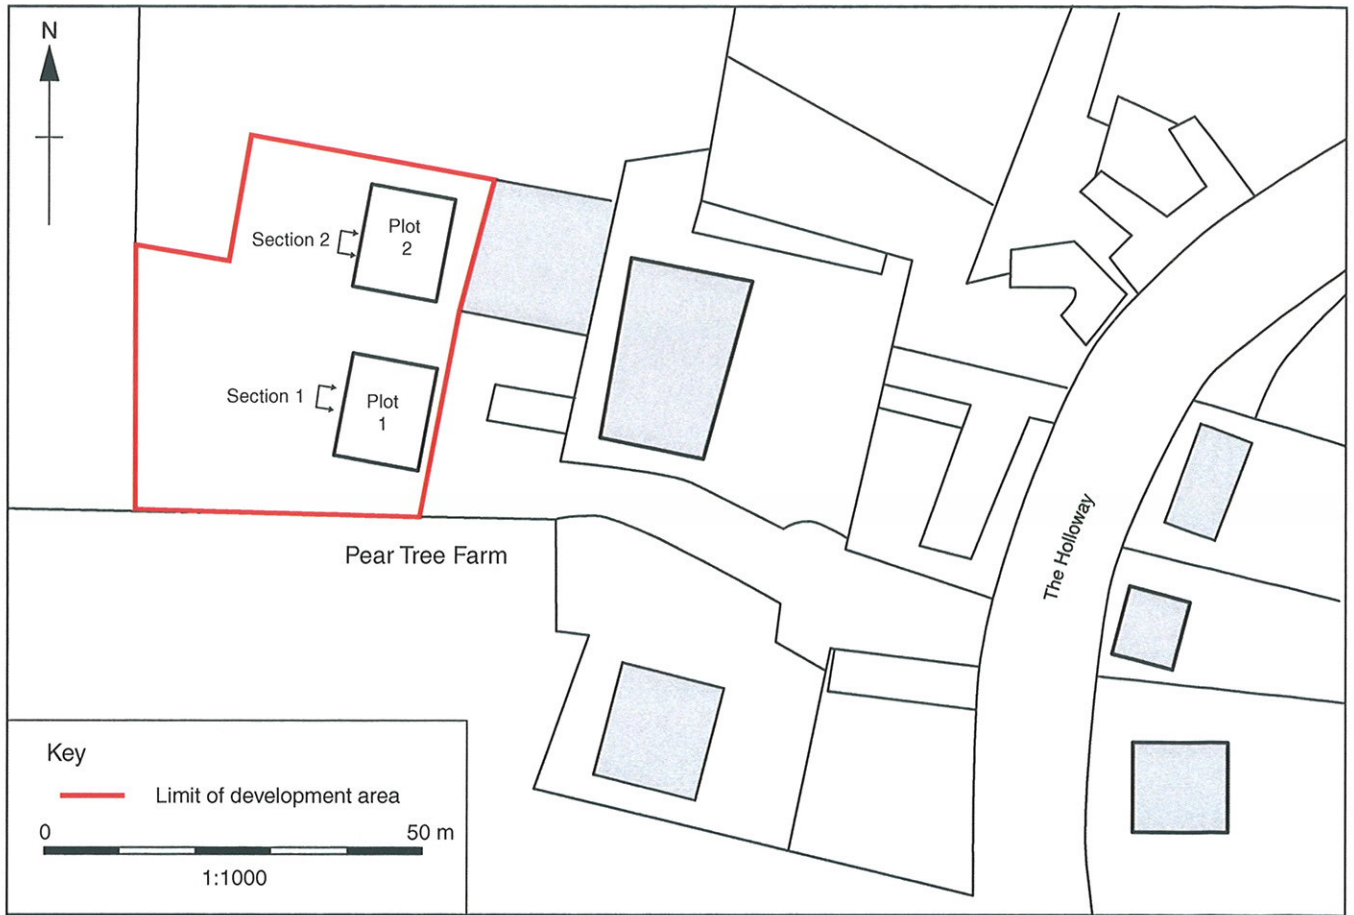 N
Section 2
Plot
2
Section 1
Plot
1
Pear Tree Farm
The Holloway
Key
Limit of development area
0
50 m
1:1000